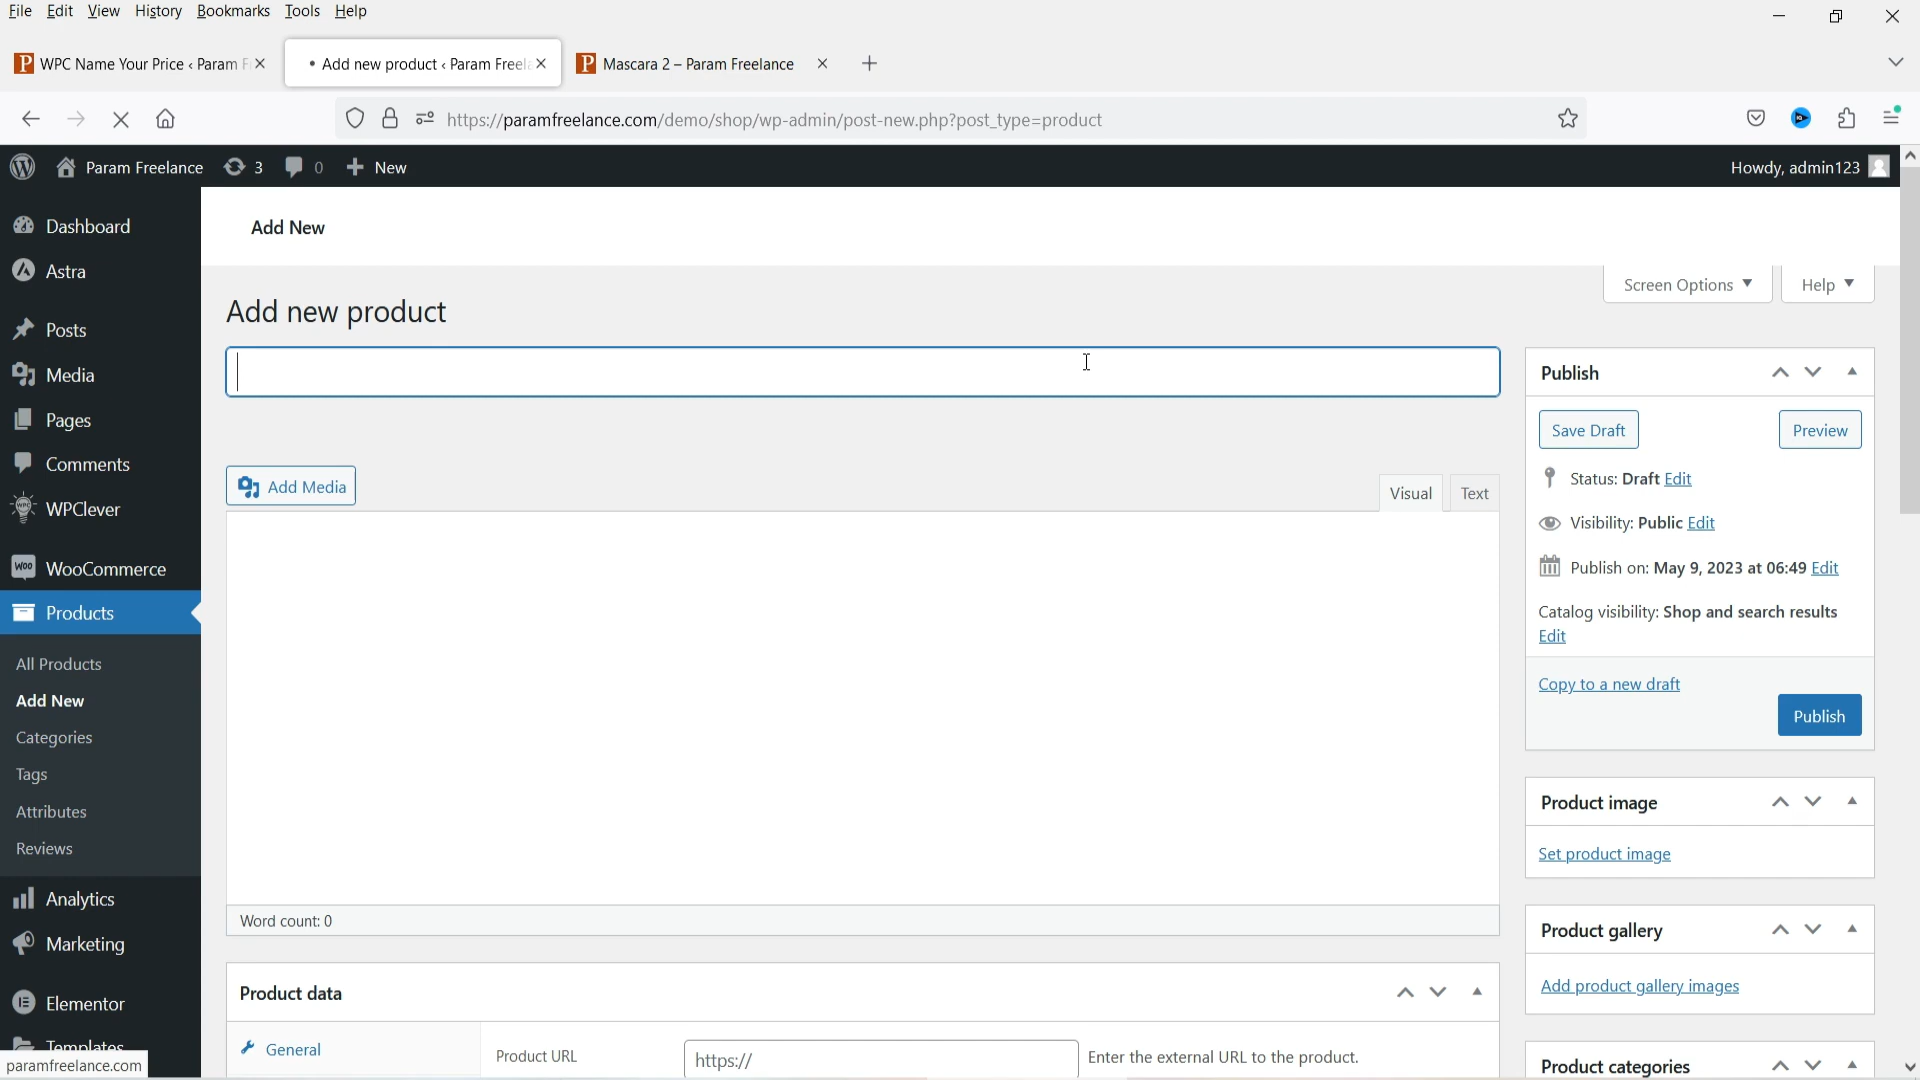 File Edit View History Bookmarks Tools Help
WPC Name Your Price ‹ Param F
• Add new product ‹ Param Freela
Mascara 2 – Param Freelance
https://paramfreelance.com/demo/shop/wp-admin/post-new.php?post_type=product
Param Freelance 3 0 New
Howdy, admin123
Dashboard
Astra
Posts
Media
Pages
Comments
WPClever
WooCommerce
Products
All Products
Add New
Categories
Tags
Attributes
Reviews
Analytics
Marketing
Elementor
Templates
paramfreelance.com
Add New
Screen Options
Help
Add new product
Add Media
Visual
Text
Word count: 0
Product data
General
Product URL
https://
Enter the external URL to the product.
Publish
Save Draft
Preview
Status: Draft Edit
Visibility: Public Edit
Publish on: May 9, 2023 at 06:49 Edit
Catalog visibility: Shop and search results
Edit
Copy to a new draft
Publish
Product image
Set product image
Product gallery
Add product gallery images
Product categories